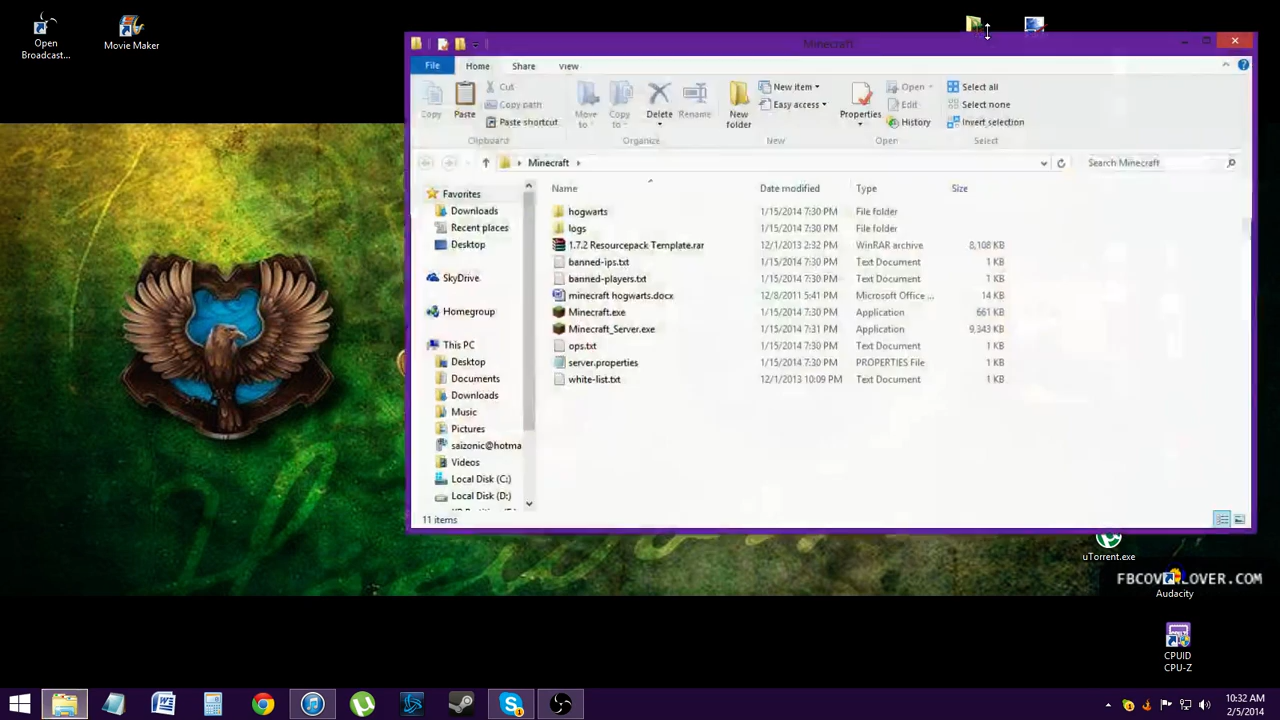 Open
Broadcast...
Movie Maker
Minecraft
File Home Share View
Copy
Paste
Cut
Copy path
Paste shortcut
Clipboard
Move to
Copy to
Delete
Rename
Organize
New folder
New item
Easy access
New
Properties
Open
Edit
History
Open
Select all
Select none
Invert selection
Select
Minecraft
Search Minecraft
Name Date modified Type Size
Favorites
Downloads
Recent places
Desktop
SkyDrive
Homegroup
This PC
Desktop
Documents
Downloads
Music
Pictures
saizonic@hotma
Videos
Local Disk (C:)
Local Disk (D:)
hogwarts 1/15/2014 7:30 PM File folder
logs 1/15/2014 7:30 PM File folder
1.7.2 Resourcepack Template.rar 12/1/2013 2:32 PM WinRAR archive 8,108 KB
banned-ips.txt 1/15/2014 7:30 PM Text Document 1 KB
banned-players.txt 1/15/2014 7:30 PM Text Document 1 KB
minecraft hogwarts.docx 12/8/2011 5:41 PM Microsoft Office ... 14 KB
Minecraft.exe 1/15/2014 7:30 PM Application 661 KB
Minecraft_Server.exe 1/15/2014 7:31 PM Application 9,343 KB
ops.txt 1/15/2014 7:30 PM Text Document 1 KB
server.properties 1/15/2014 7:30 PM PROPERTIES File 1 KB
white-list.txt 12/1/2013 10:09 PM Text Document 1 KB
11 items
uTorrent.exe
Audacity
CPUID
CPU-Z
10:32 AM
2/5/2014